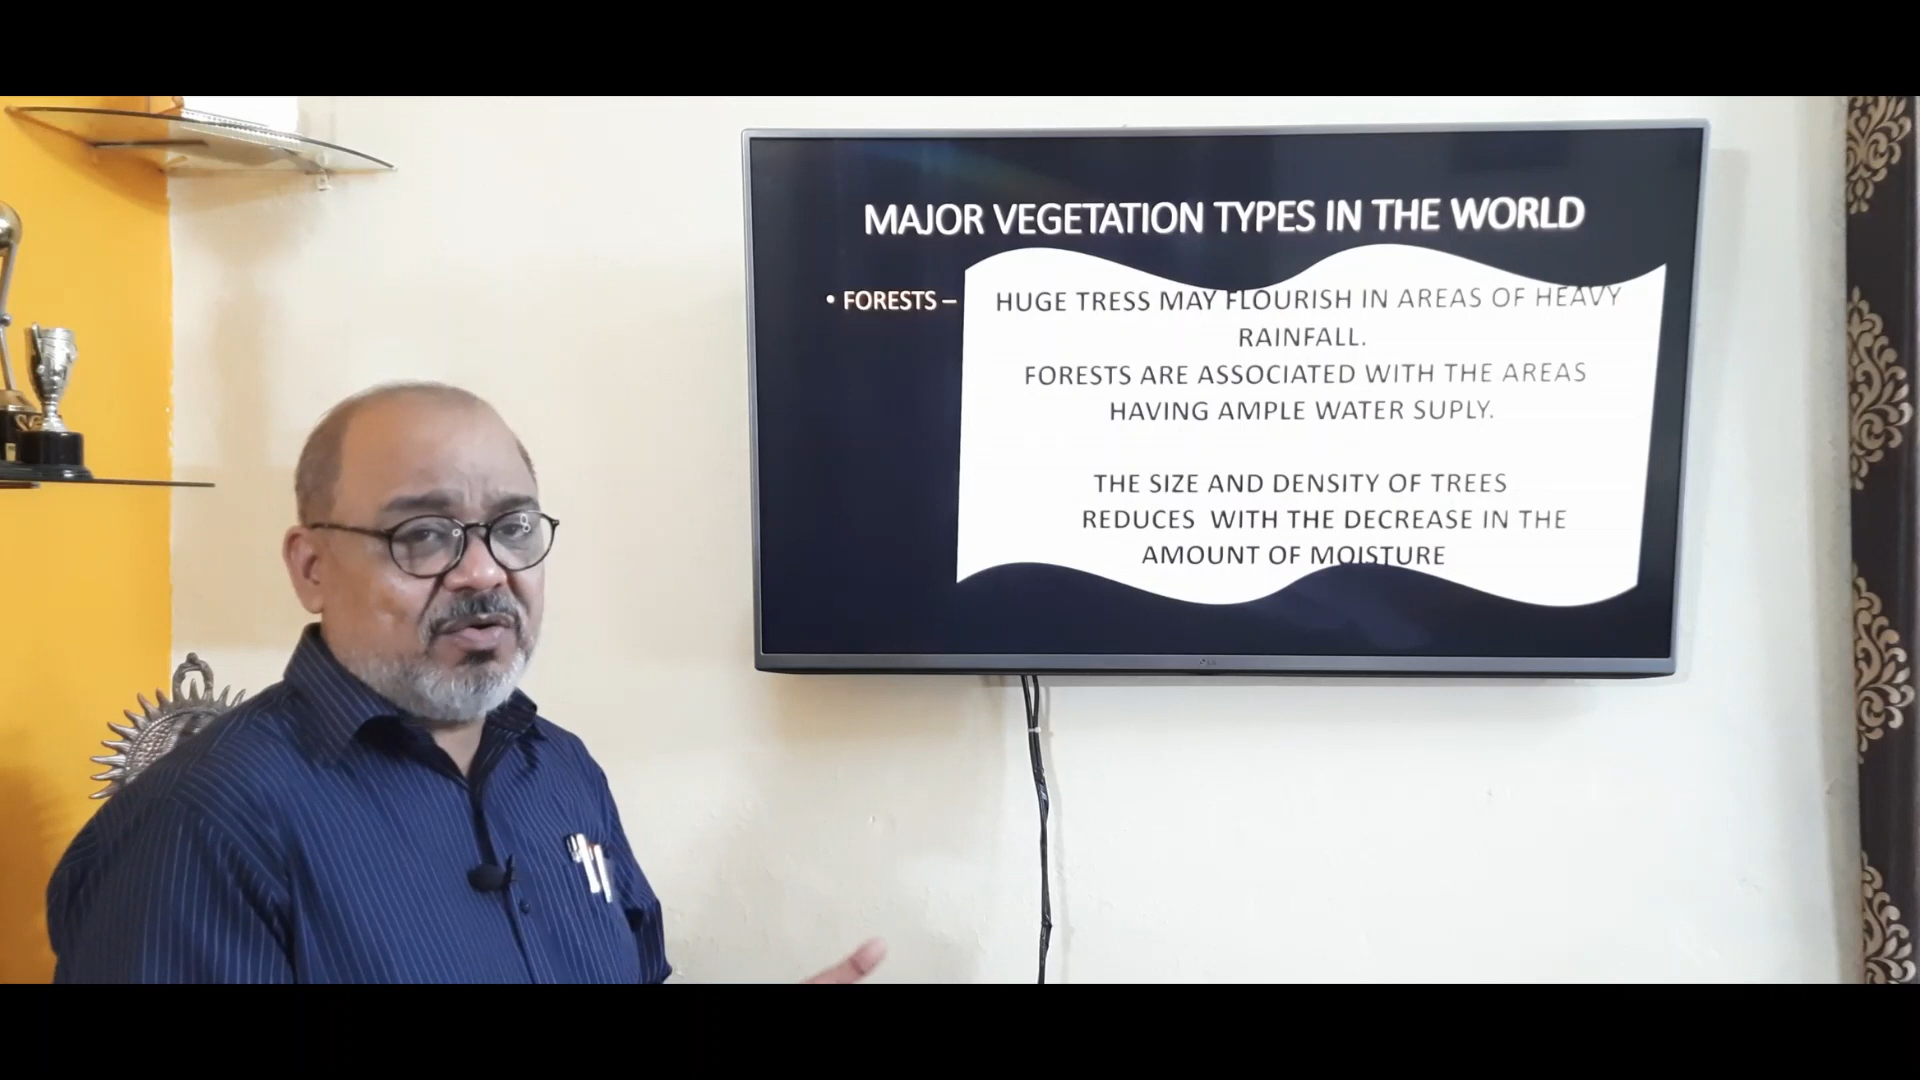 MAJOR VEGETATION TYPES IN THE WORLD
• FORESTS –
HUGE TRESS MAY FLOURISH IN AREAS OF HEAVY
RAINFALL.
FORESTS ARE ASSOCIATED WITH THE AREAS
HAVING AMPLE WATER SUPLY.
THE SIZE AND DENSITY OF TREES
REDUCES WITH THE DECREASE IN THE
AMOUNT OF MOISTURE
LG